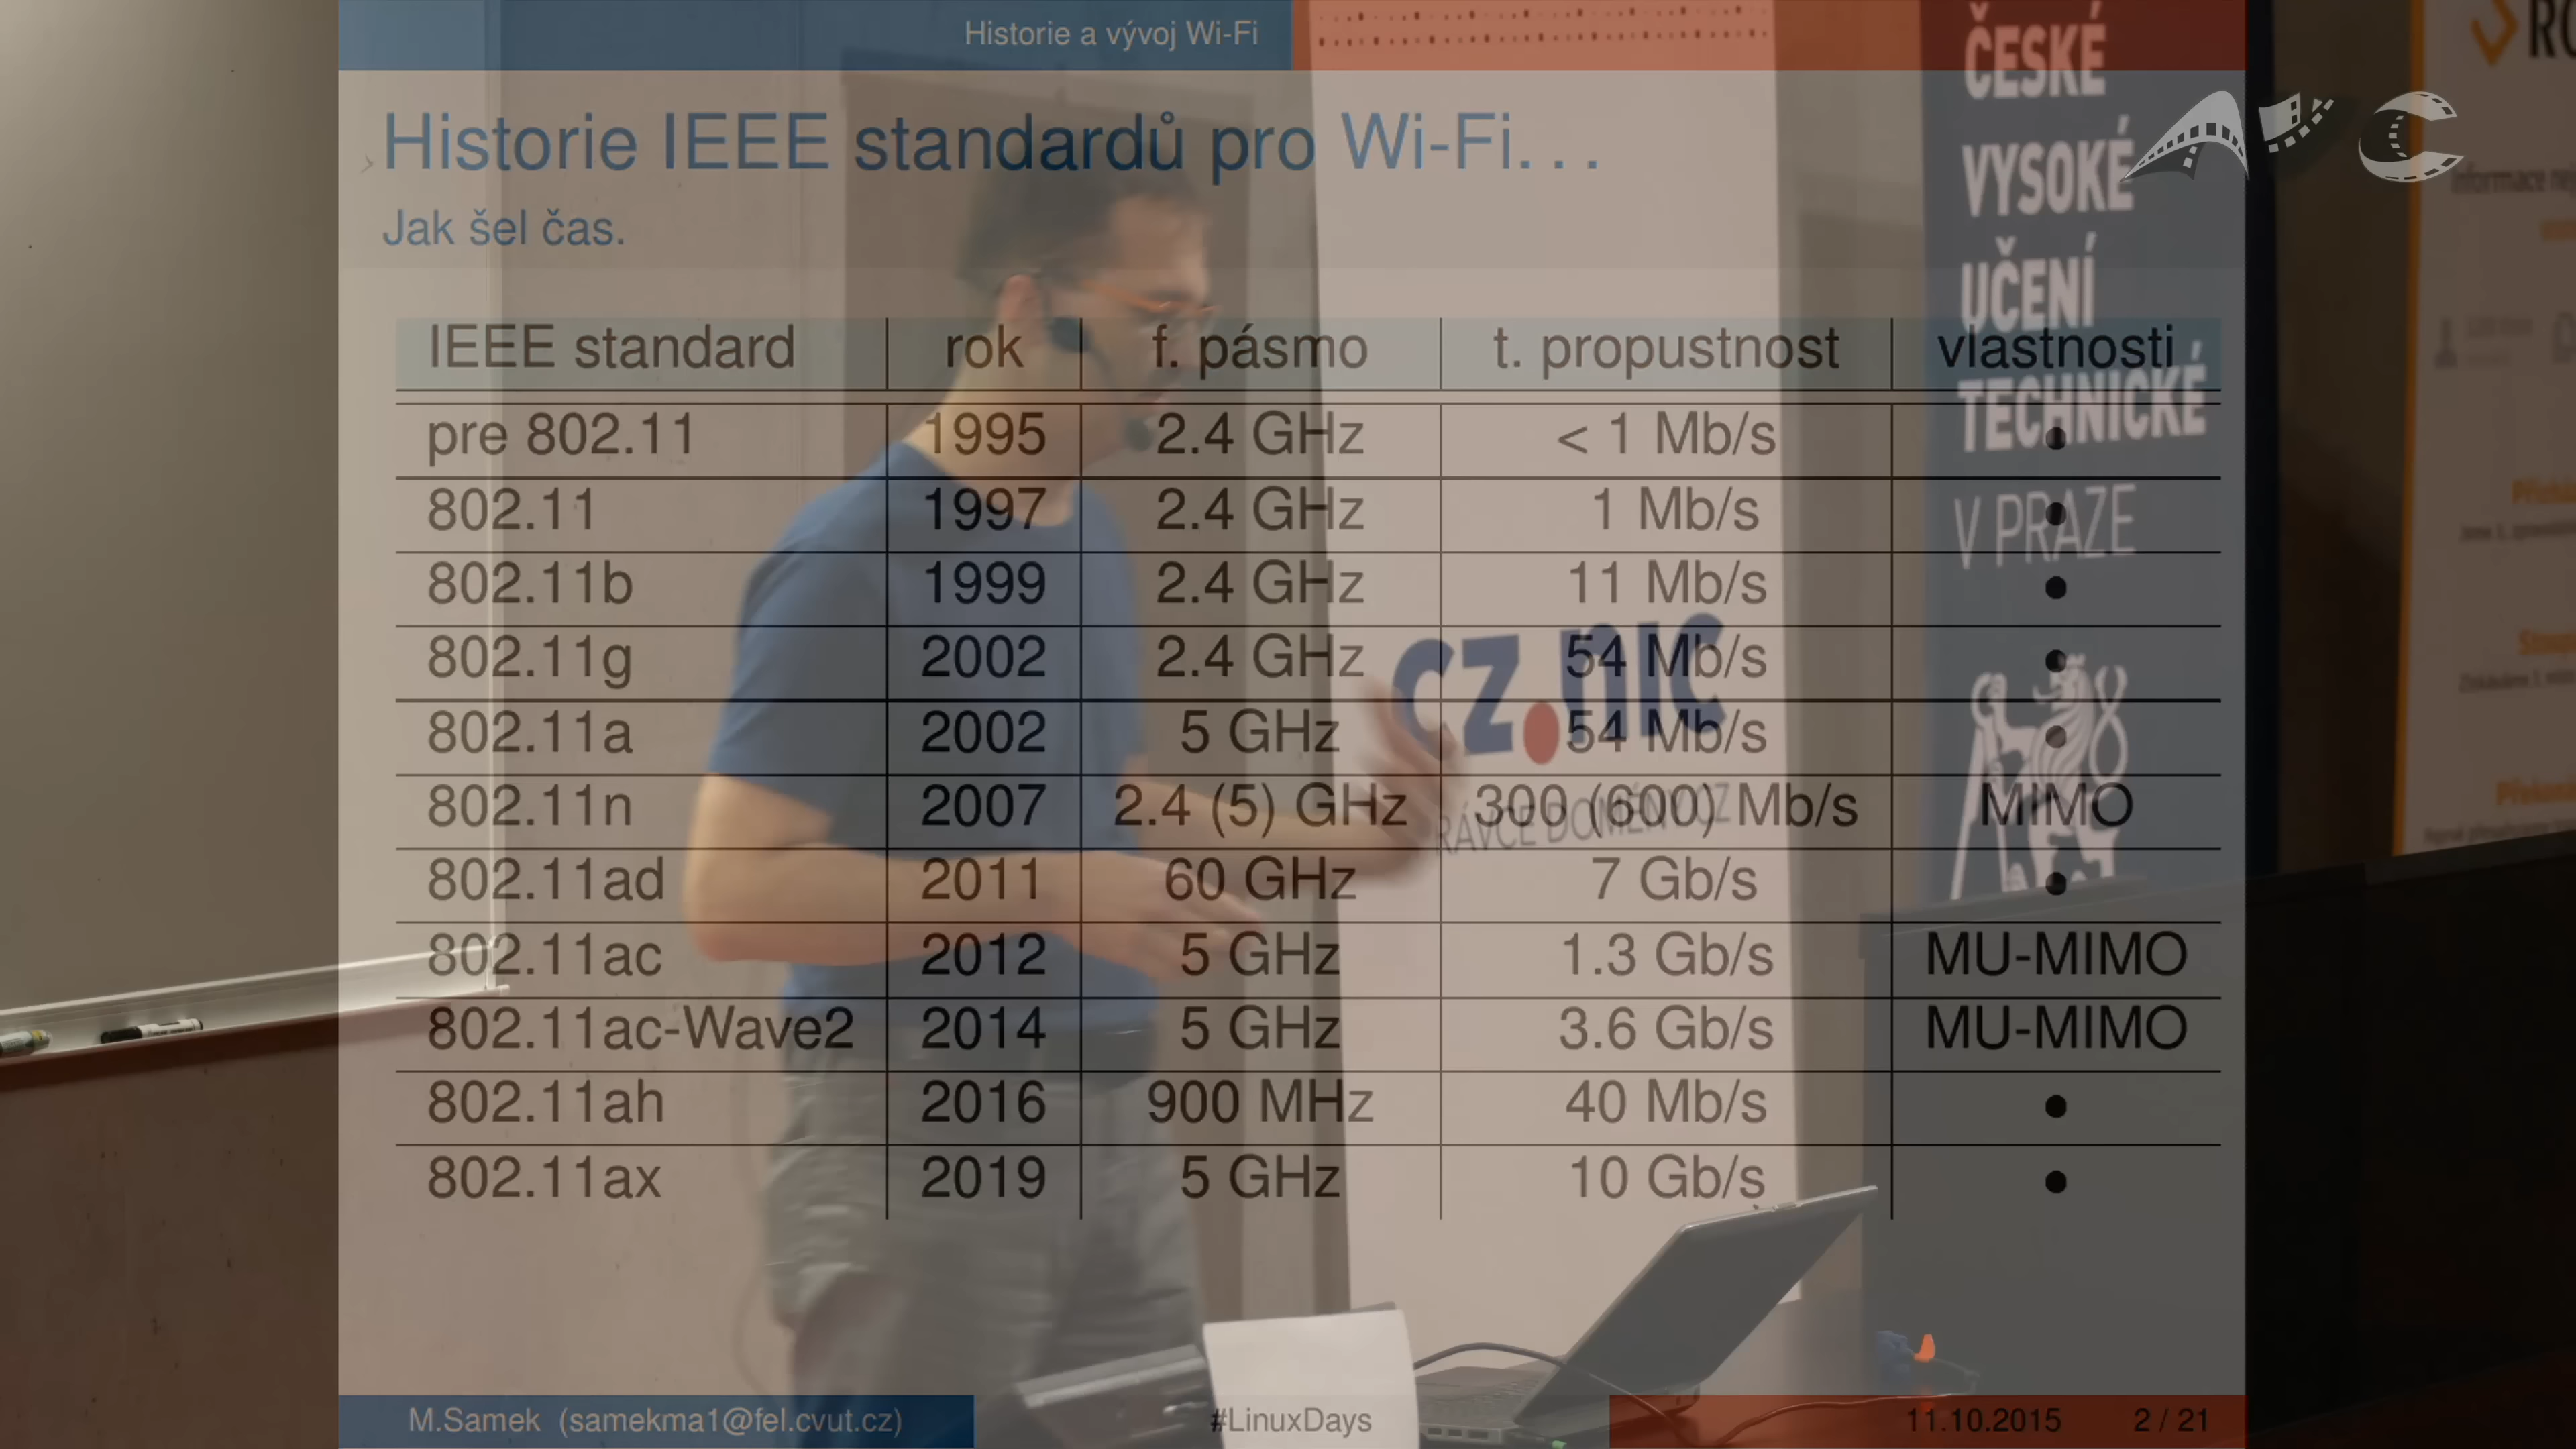 Historie a vývoj Wi-Fi
Historie IEEE standardů pro Wi-Fi...
Jak šel čas.
IEEE standard rok f. pásmo t. propustnost vlastnosti
pre 802.11 1995 2.4 GHz < 1 Mb/s •
802.11 1997 2.4 GHz 1 Mb/s •
802.11b 1999 2.4 GHz 11 Mb/s •
802.11g 2002 2.4 GHz 54 Mb/s •
802.11a 2002 5 GHz 54 Mb/s •
802.11n 2007 2.4 (5) GHz 300 (600) Mb/s MIMO
802.11ad 2011 60 GHz 7 Gb/s •
802.11ac 2012 5 GHz 1.3 Gb/s MU-MIMO
802.11ac-Wave2 2014 5 GHz 3.6 Gb/s MU-MIMO
802.11ah 2016 900 MHz 40 Mb/s •
802.11ax 2019 5 GHz 10 Gb/s •
M.Samek (samekma1@fel.cvut.cz) #LinuxDays 11.10.2015 2 / 21
ČESKÉ
VYSOKÉ
UČENÍ
TECHNICKÉ
V PRAZE
cz.nic
RÁVCE DOMÉNY CZ
AVC
informace